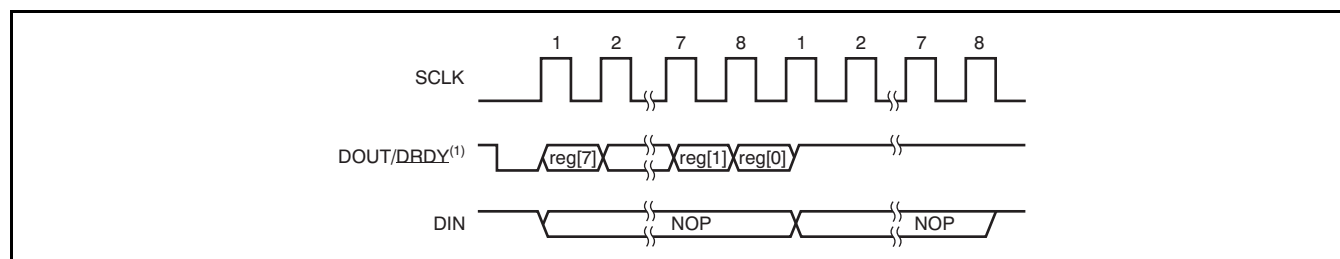 1 2 7 8 1 2 7 8
SCLK
DOUT/DRDY(1) reg[7] reg[1] reg[0]
DIN NOP NOP